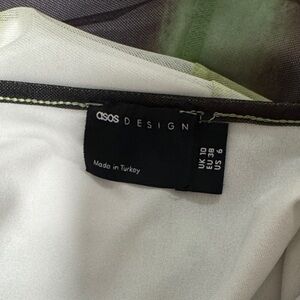 asos DESIGN
Made in Turkey
UK 10
EU 38
US 6